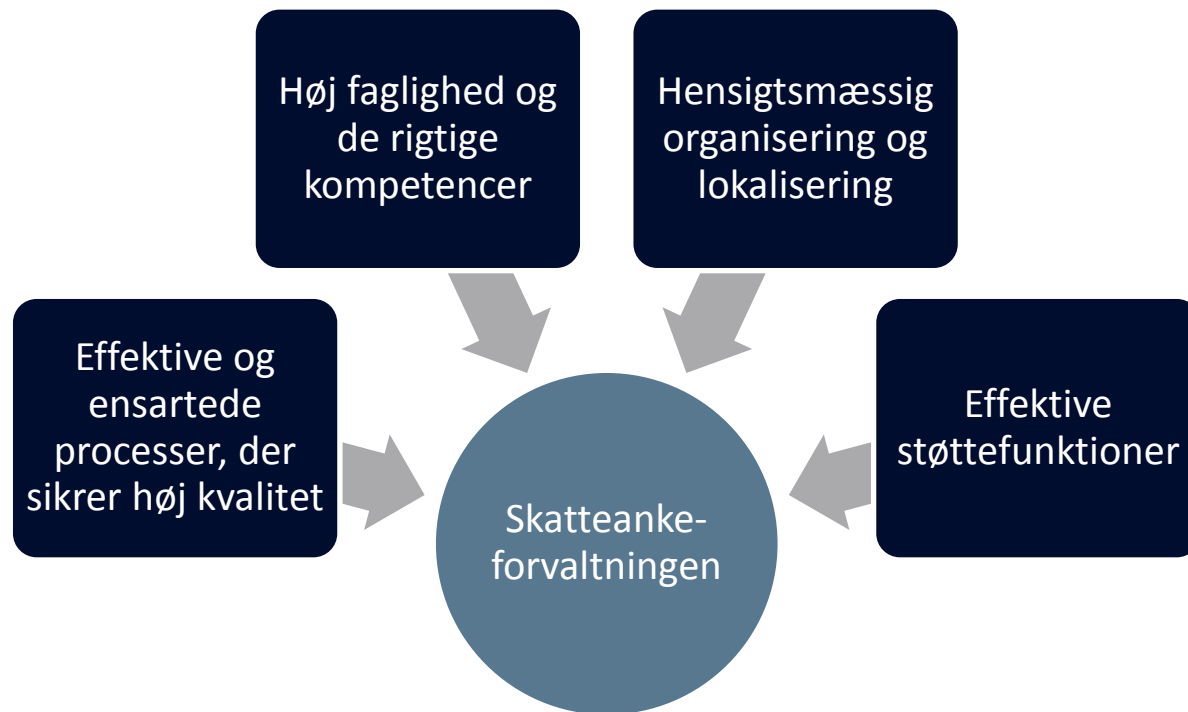 Høj faglighed og
de rigtige
kompetencer
Hensigtsmæssig
organisering og
lokalisering
Effektive og
ensartede
processer, der
sikrer høj kvalitet
Effektive
støttefunktioner
Skatteanke-
forvaltningen